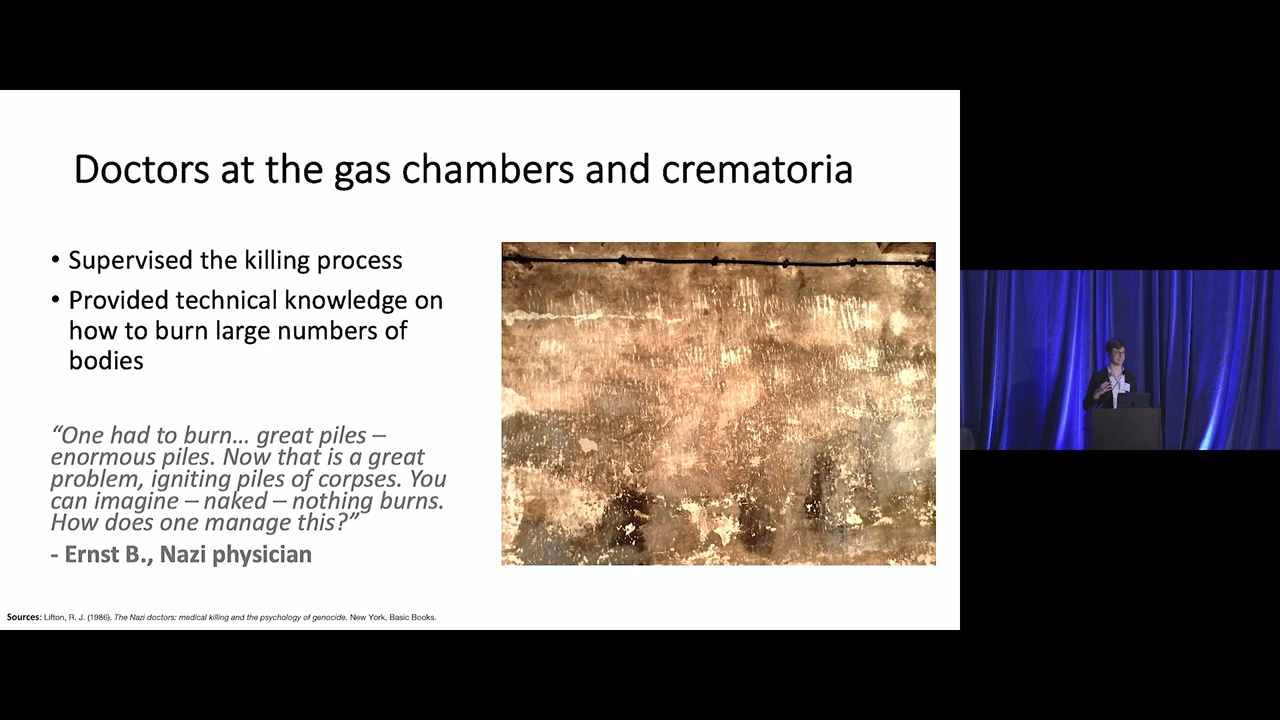 Doctors at the gas chambers and crematoria
• Supervised the killing process
• Provided technical knowledge on
how to burn large numbers of
bodies
“One had to burn… great piles –
enormous piles. Now that is a great
problem, igniting piles of corpses. You
can imagine – naked – nothing burns.
How does one manage this?”
- Ernst B., Nazi physician
Sources: Lifton, R. J. (1986). The Nazi doctors: medical killing and the psychology of genocide. New York, Basic Books.